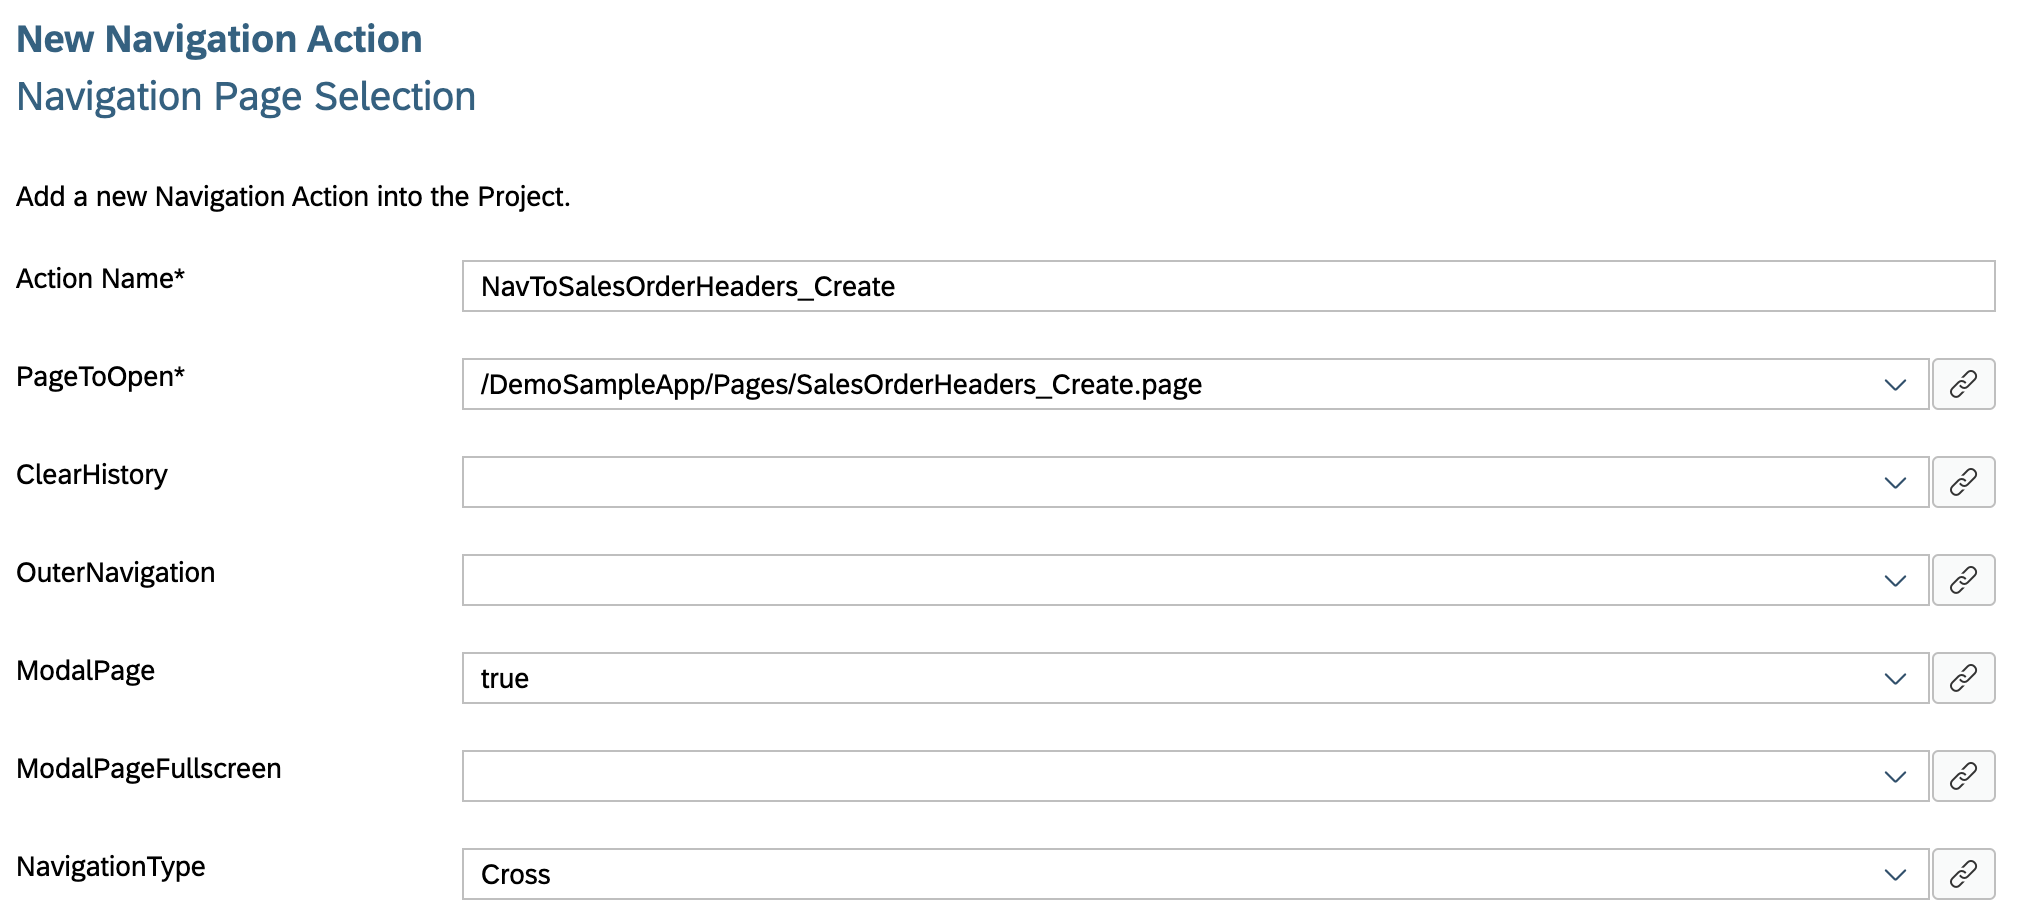 New Navigation Action
Navigation Page Selection
Add a new Navigation Action into the Project.
Action Name*
NavToSalesOrderHeaders_Create
PageToOpen*
/DemoSampleApp/Pages/SalesOrderHeaders_Create.page
ClearHistory
OuterNavigation
ModalPage
true
ModalPageFullscreen
NavigationType
Cross